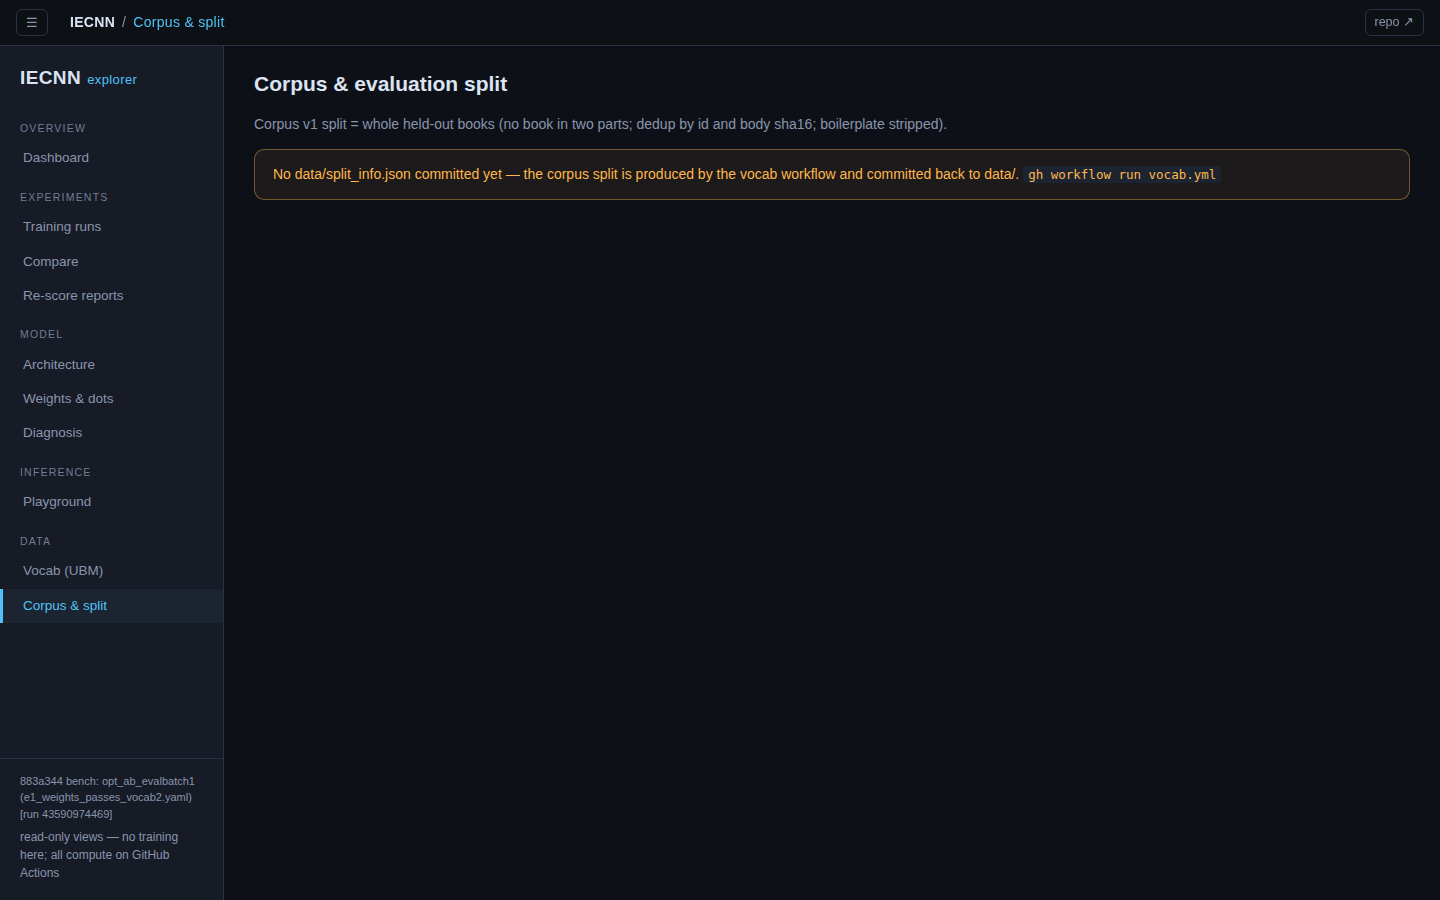 ☰ IECNN / Corpus & split repo ↗
IECNN explorer
OVERVIEW
Dashboard
EXPERIMENTS
Training runs
Compare
Re-score reports
MODEL
Architecture
Weights & dots
Diagnosis
INFERENCE
Playground
DATA
Vocab (UBM)
Corpus & split
883a344 bench: opt_ab_evalbatch1
(e1_weights_passes_vocab2.yaml)
[run 43590974469]
read-only views — no training
here; all compute on GitHub
Actions
Corpus & evaluation split
Corpus v1 split = whole held-out books (no book in two parts; dedup by id and body sha16; boilerplate stripped).
No data/split_info.json committed yet — the corpus split is produced by the vocab workflow and committed back to data/. gh workflow run vocab.yml